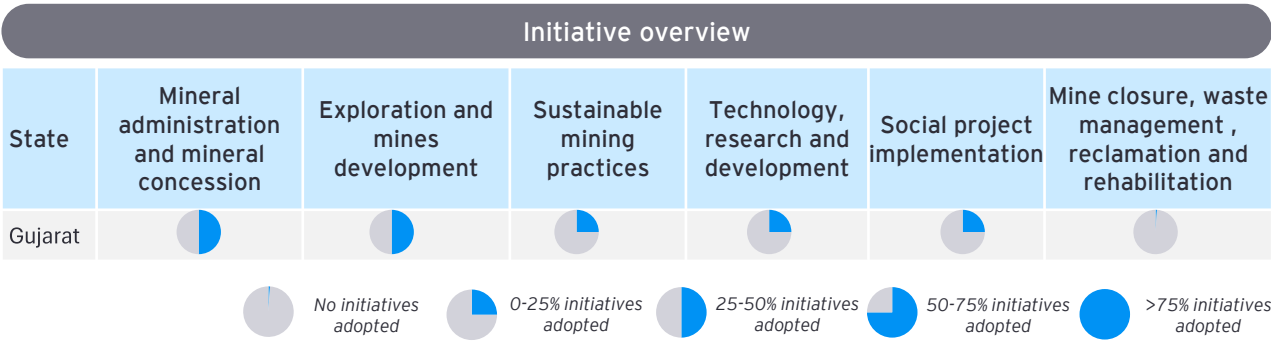 Initiative overview
State
Mineral
administration
and mineral
concession
Exploration and
mines
development
Sustainable
mining
practices
Technology,
research and
development
Social project
implementation
Mine closure, waste
management ,
reclamation and
rehabilitation
Gujarat
No initiatives
adopted
0-25% initiatives
adopted
25-50% initiatives
adopted
50-75% initiatives
adopted
>75% initiatives
adopted